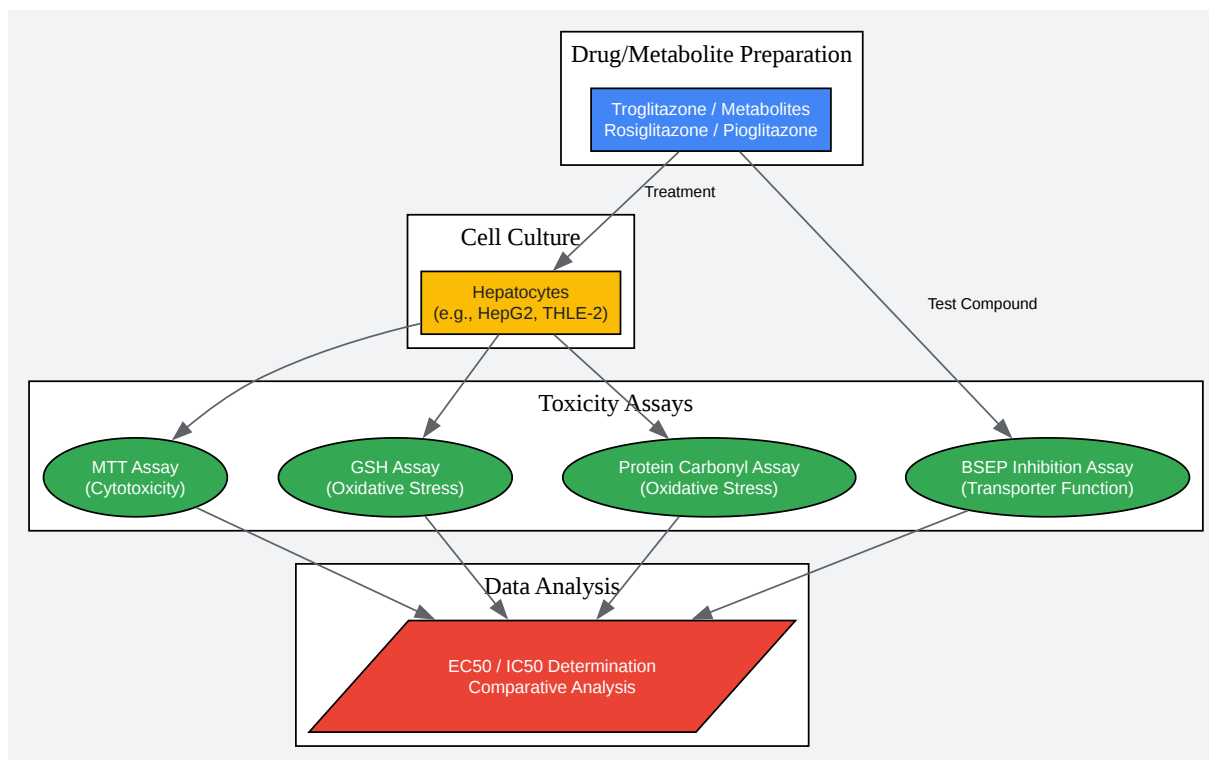 Drug/Metabolite Preparation
Troglitazone / Metabolites
Rosiglitazone / Pioglitazone
Treatment
Cell Culture
Hepatocytes
(e.g., HepG2, THLE-2)
Test Compound
Toxicity Assays
MTT Assay
(Cytotoxicity)
GSH Assay
(Oxidative Stress)
Protein Carbonyl Assay
(Oxidative Stress)
BSEP Inhibition Assay
(Transporter Function)
Data Analysis
EC50 / IC50 Determination
Comparative Analysis